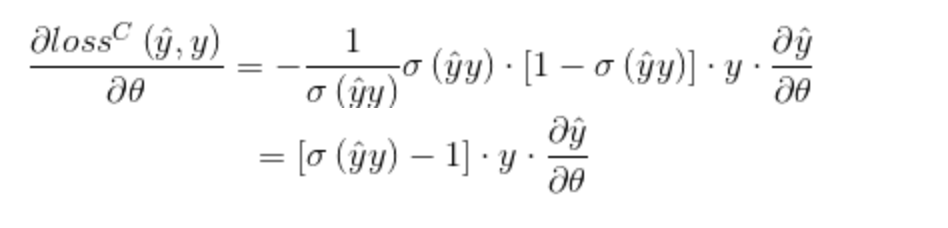 ∂loss^C (ŷ, y) / ∂θ = − 1 / σ (ŷy) σ (ŷy) · [1 − σ (ŷy)] · y · ∂ŷ / ∂θ
= [σ (ŷy) − 1] · y · ∂ŷ / ∂θ